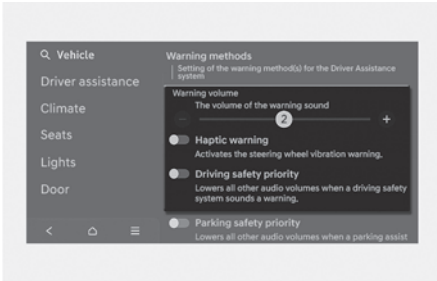 Vehicle
Driver assistance
Climate
Seats
Lights
Door
Warning methods
Setting of the warning method(s) for the Driver Assistance
system
Warning volume
The volume of the warning sound
2
Haptic warning
Activates the steering wheel vibration warning.
Driving safety priority
Lowers all other audio volumes when a driving safety
system sounds a warning.
Parking safety priority
Lowers all other audio volumes when a parking assist